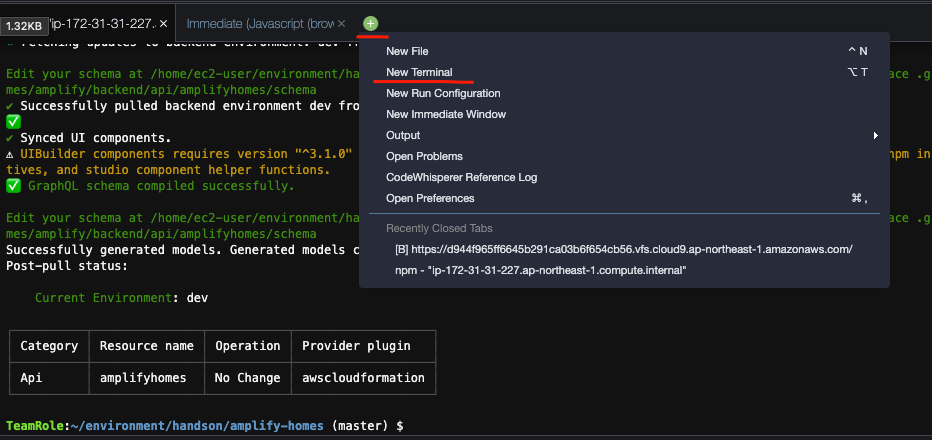 1.32KB
'ip-172-31-31-227. ×
Immediate (Javascript (brow ×
Fetching updates to backend environment: dev
Edit your schema at /home/ec2-user/environment/ha
ace .g
mes/amplify/backend/api/amplifyhomes/schema
✔ Successfully pulled backend environment dev fro
✅
✔ Synced UI components.
⚠ UIBuilder components requires version "^3.1.0"
npm in
tives, and studio component helper functions.
✅ GraphQL schema compiled successfully.
Edit your schema at /home/ec2-user/environment/ha
ace .g
mes/amplify/backend/api/amplifyhomes/schema
Successfully generated models. Generated models c
Post-pull status:
Current Environment: dev
Category Resource name Operation Provider plugin
Api amplifyhomes No Change awscloudformation
TeamRole:~/environment/handson/amplify-homes (master) $
New File ^ N
New Terminal ⌥ T
New Run Configuration
New Immediate Window
Output
Open Problems
CodeWhisperer Reference Log
Open Preferences ⌘ ,
Recently Closed Tabs
[B] https://d944f965ff6645b291ca03b6f654cb56.vfs.cloud9.ap-northeast-1.amazonaws.com/
npm - "ip-172-31-31-227.ap-northeast-1.compute.internal"